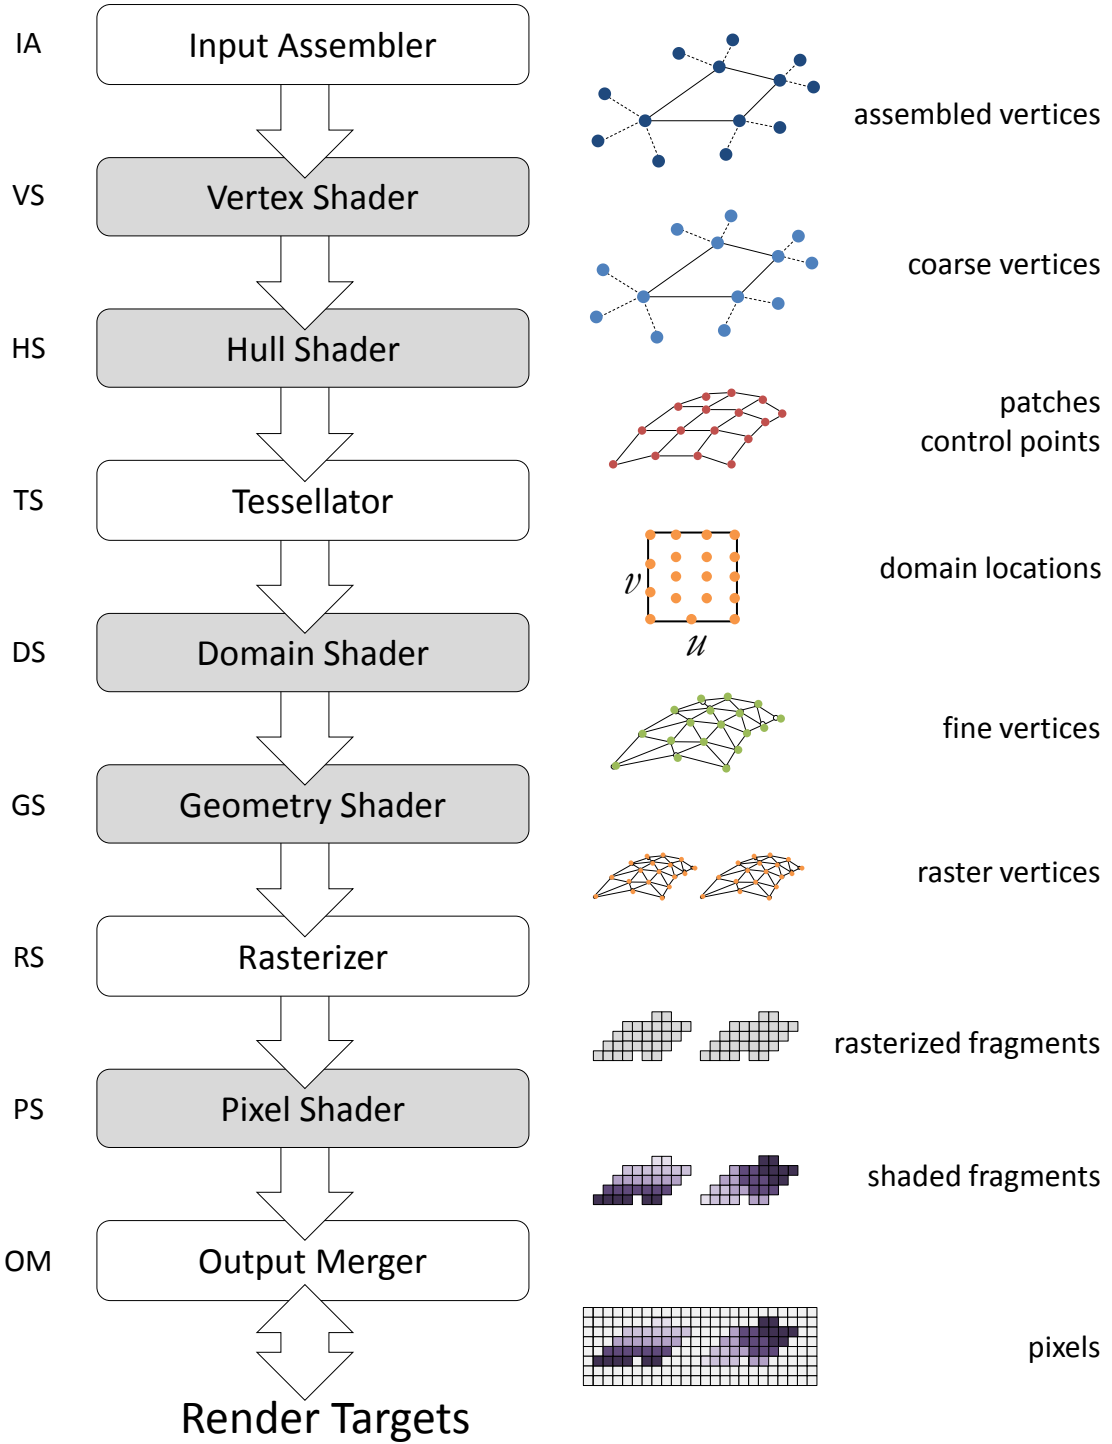 IA
Input Assembler
assembled vertices
VS
Vertex Shader
coarse vertices
HS
Hull Shader
patches
control points
TS
Tessellator
domain locations
v
u
DS
Domain Shader
fine vertices
GS
Geometry Shader
raster vertices
RS
Rasterizer
rasterized fragments
PS
Pixel Shader
shaded fragments
OM
Output Merger
pixels
Render Targets